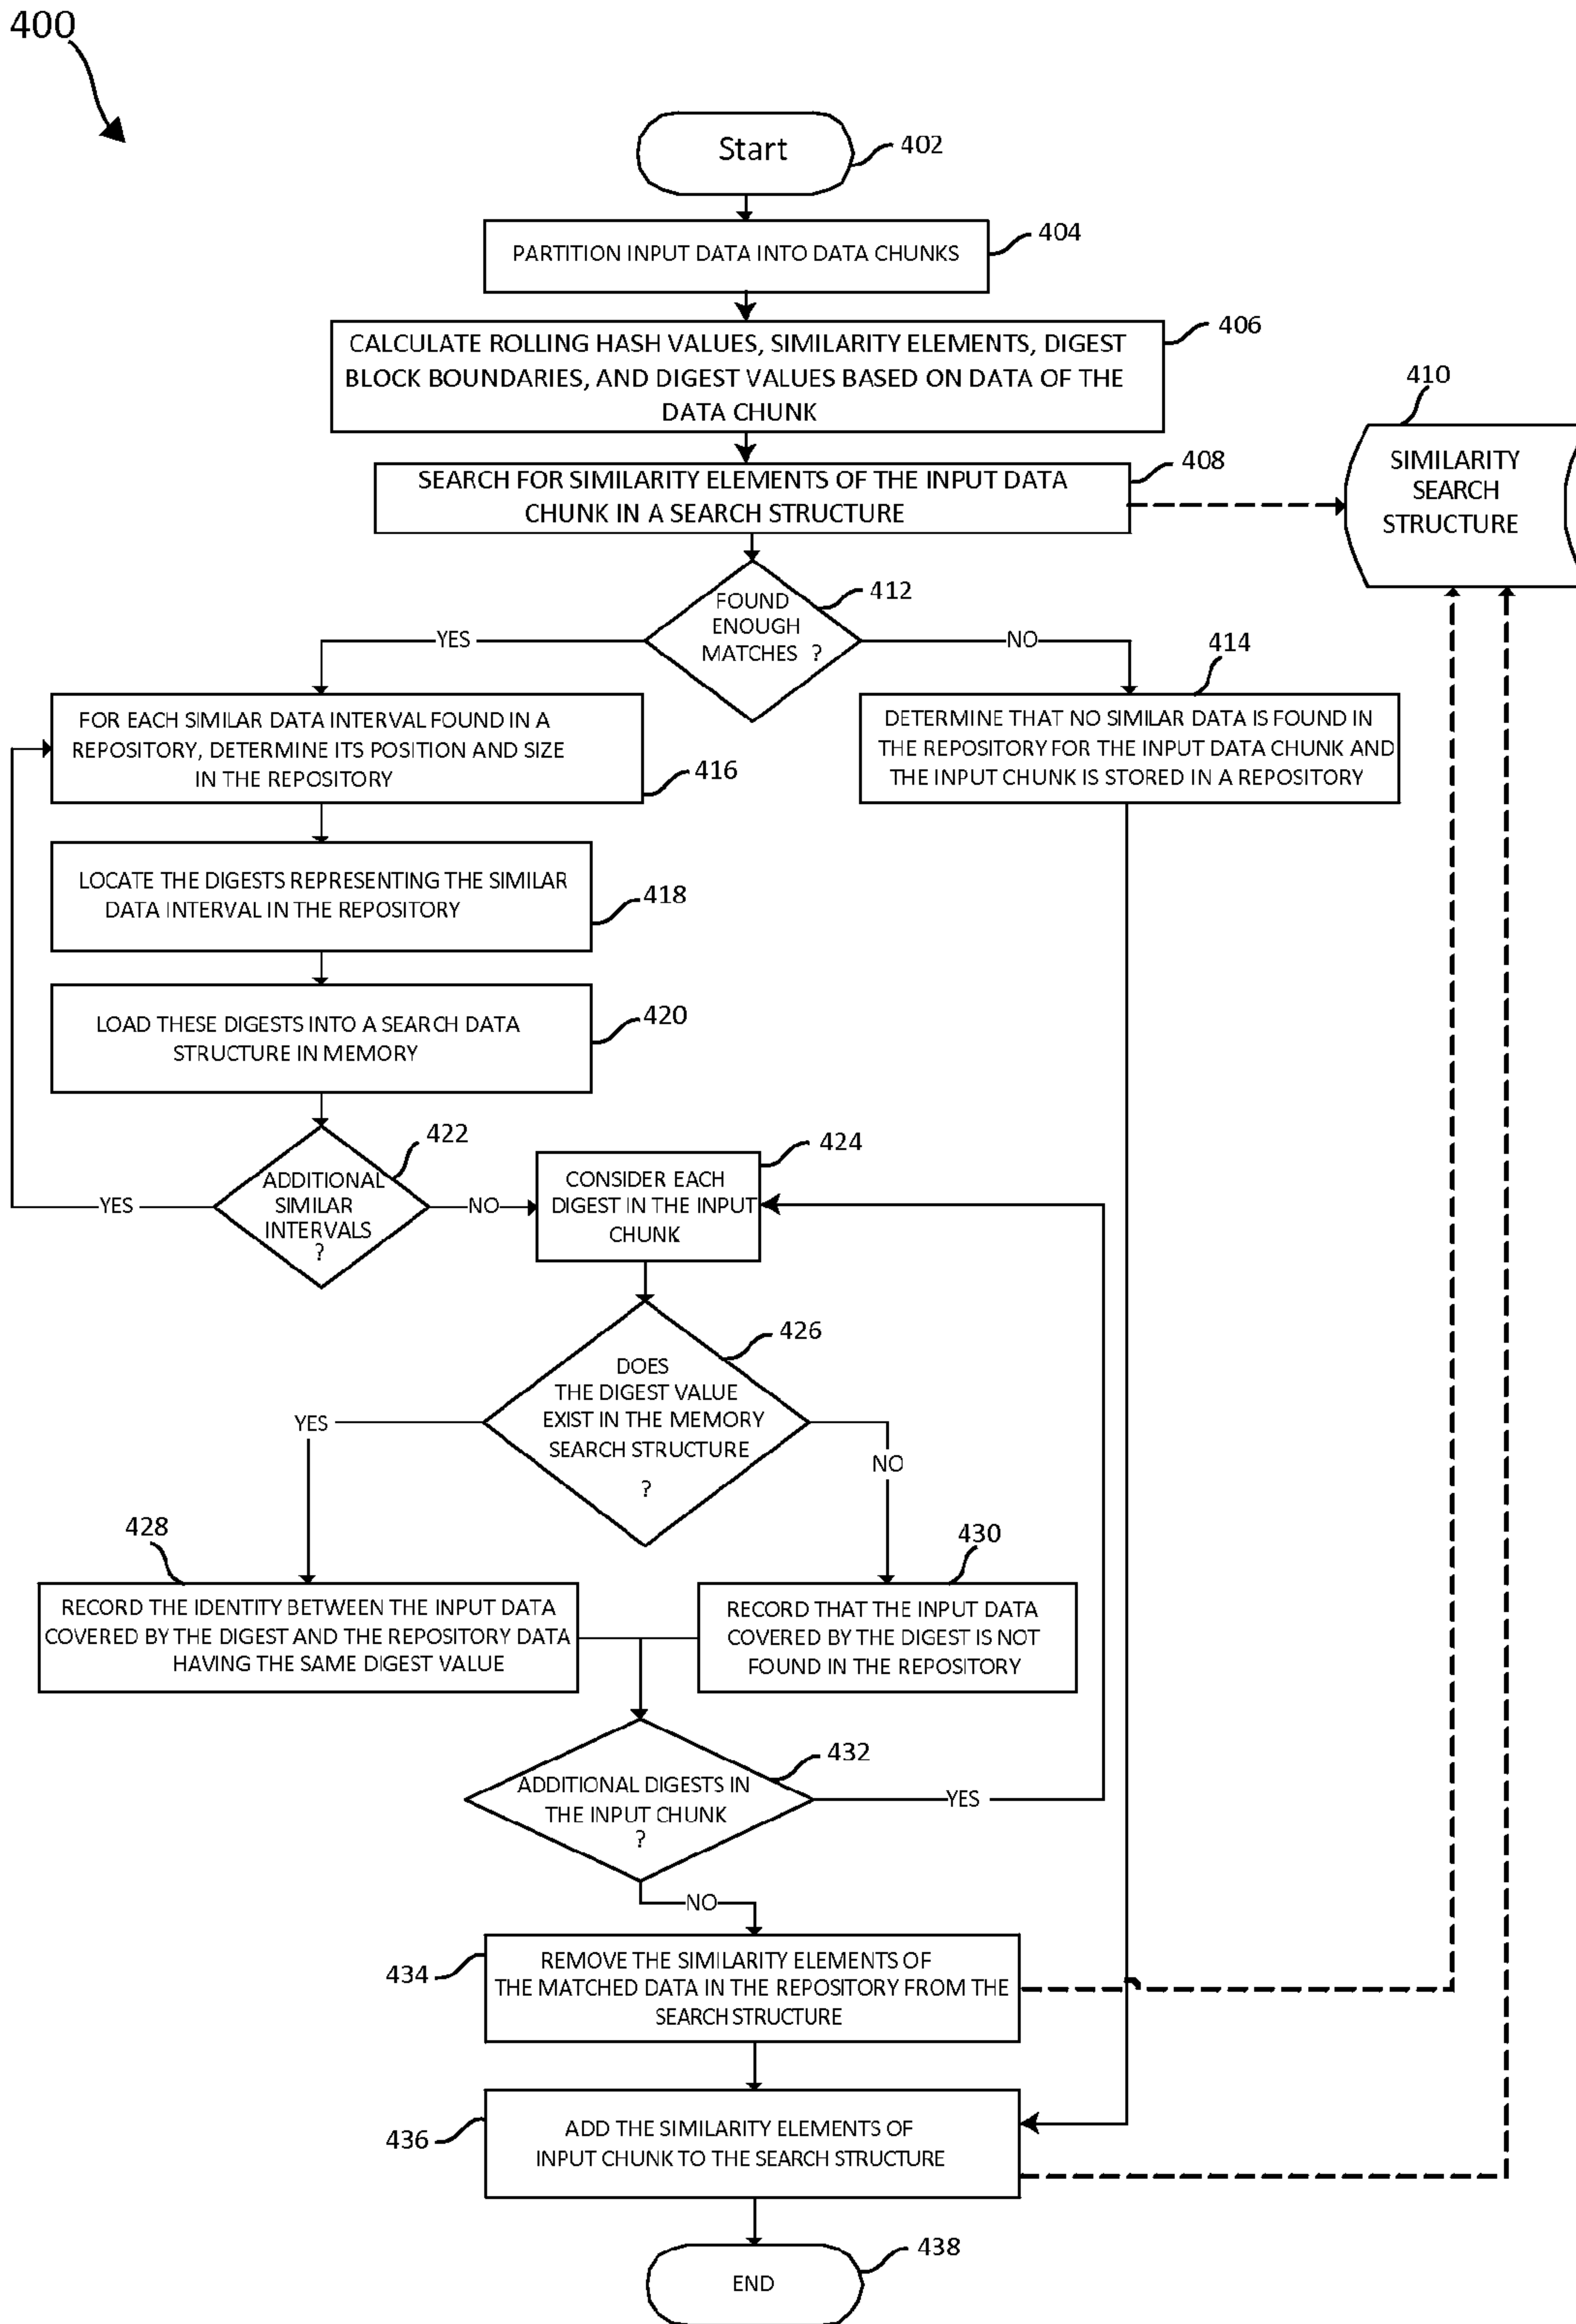 400
Start
402
PARTITION INPUT DATA INTO DATA CHUNKS
404
CALCULATE ROLLING HASH VALUES, SIMILARITY ELEMENTS, DIGEST
BLOCK BOUNDARIES, AND DIGEST VALUES BASED ON DATA OF THE
DATA CHUNK
406
SEARCH FOR SIMILARITY ELEMENTS OF THE INPUT DATA
CHUNK IN A SEARCH STRUCTURE
408
410
SIMILARITY
SEARCH
STRUCTURE
FOUND
ENOUGH
MATCHES ?
412
YES
NO
414
DETERMINE THAT NO SIMILAR DATA IS FOUND IN
THE REPOSITORY FOR THE INPUT DATA CHUNK AND
THE INPUT CHUNK IS STORED IN A REPOSITORY
FOR EACH SIMILAR DATA INTERVAL FOUND IN A
REPOSITORY, DETERMINE ITS POSITION AND SIZE
IN THE REPOSITORY
416
LOCATE THE DIGESTS REPRESENTING THE SIMILAR
DATA INTERVAL IN THE REPOSITORY
418
LOAD THESE DIGESTS INTO A SEARCH DATA
STRUCTURE IN MEMORY
420
ADDITIONAL
SIMILAR
INTERVALS
?
422
YES
NO
CONSIDER EACH
DIGEST IN THE INPUT
CHUNK
424
DOES
THE DIGEST VALUE
EXIST IN THE MEMORY
SEARCH STRUCTURE
?
426
YES
NO
428
RECORD THE IDENTITY BETWEEN THE INPUT DATA
COVERED BY THE DIGEST AND THE REPOSITORY DATA
HAVING THE SAME DIGEST VALUE
430
RECORD THAT THE INPUT DATA
COVERED BY THE DIGEST IS NOT
FOUND IN THE REPOSITORY
ADDITIONAL DIGESTS IN
THE INPUT CHUNK
?
432
YES
NO
434
REMOVE THE SIMILARITY ELEMENTS OF
THE MATCHED DATA IN THE REPOSITORY FROM THE
SEARCH STRUCTURE
436
ADD THE SIMILARITY ELEMENTS OF
INPUT CHUNK TO THE SEARCH STRUCTURE
END
438